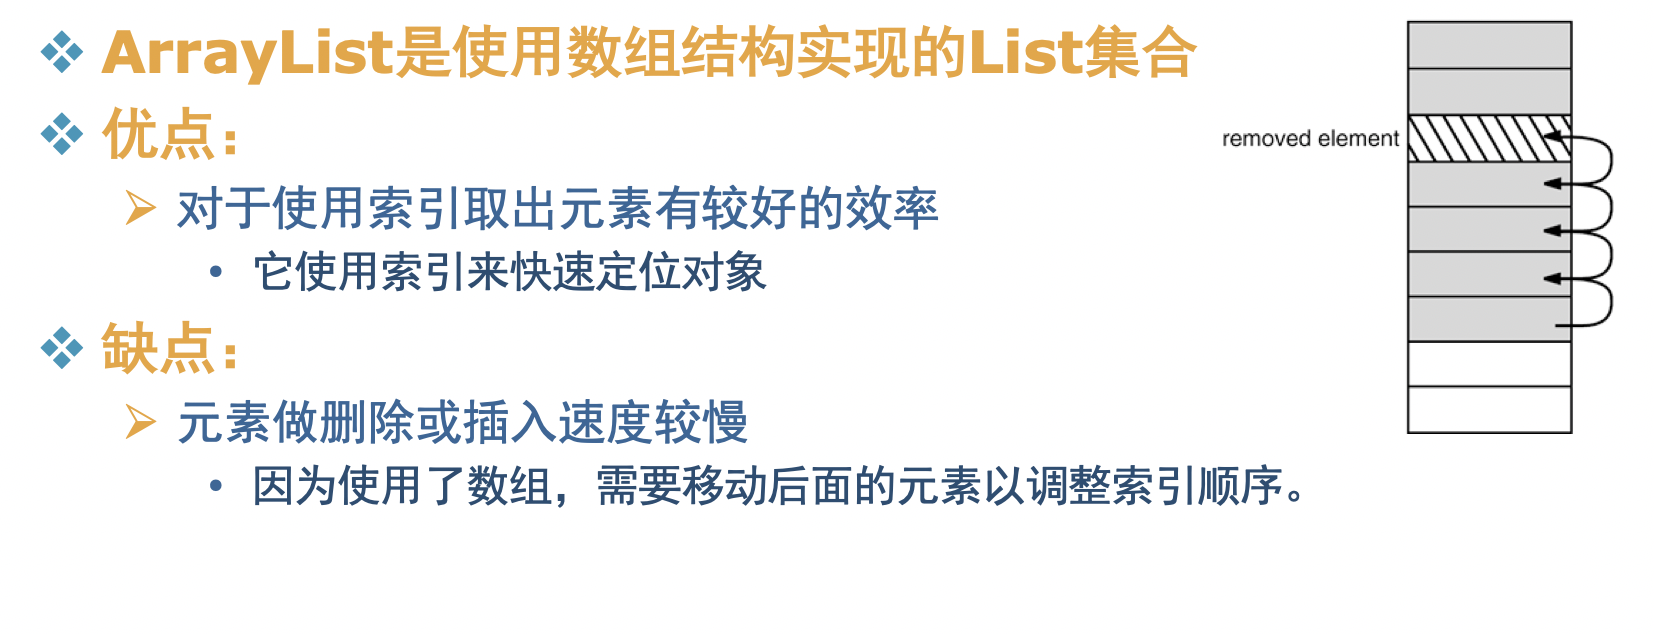 ArrayList是使用数组结构实现的List集合
优点：
对于使用索引取出元素有较好的效率
它使用索引来快速定位对象
缺点：
元素做删除或插入速度较慢
因为使用了数组，需要移动后面的元素以调整索引顺序。
removed element